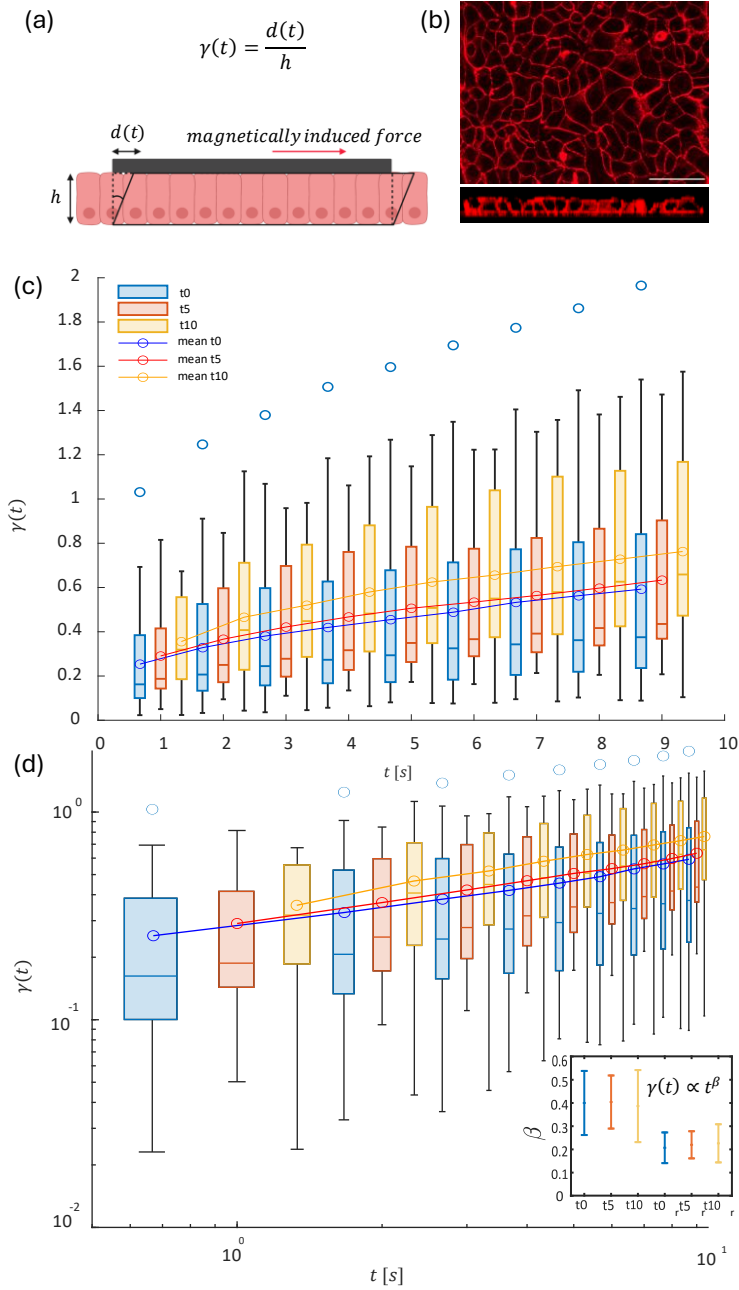 (a)
γ(t) = d(t)/h
d(t)
magnetically induced force
h
(b)
(c)
t0
t5
t10
mean t0
mean t5
mean t10
2
1.8
1.6
1.4
1.2
1
0.8
0.6
0.4
0.2
0
γ(t)
0 1 2 3 4 5 6 7 8 9 10
t [s]
(d)
10^0
10^-1
10^-2
γ(t)
10^0 10^1
t [s]
0.6
0.5
0.4
0.3
0.2
0.1
0
β
γ(t) ∝ t^β
t0 t5 t10 t0_r t5_r t10_r